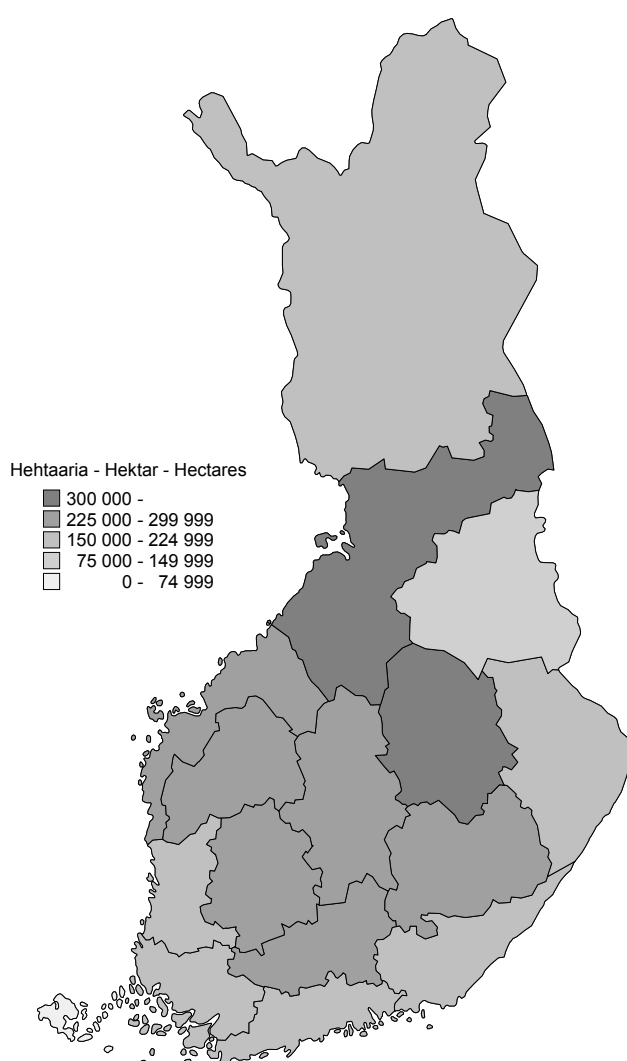 Hehtaaria - Hektar - Hectares
300 000 -
225 000 - 299 999
150 000 - 224 999
75 000 - 149 999
0 - 74 999